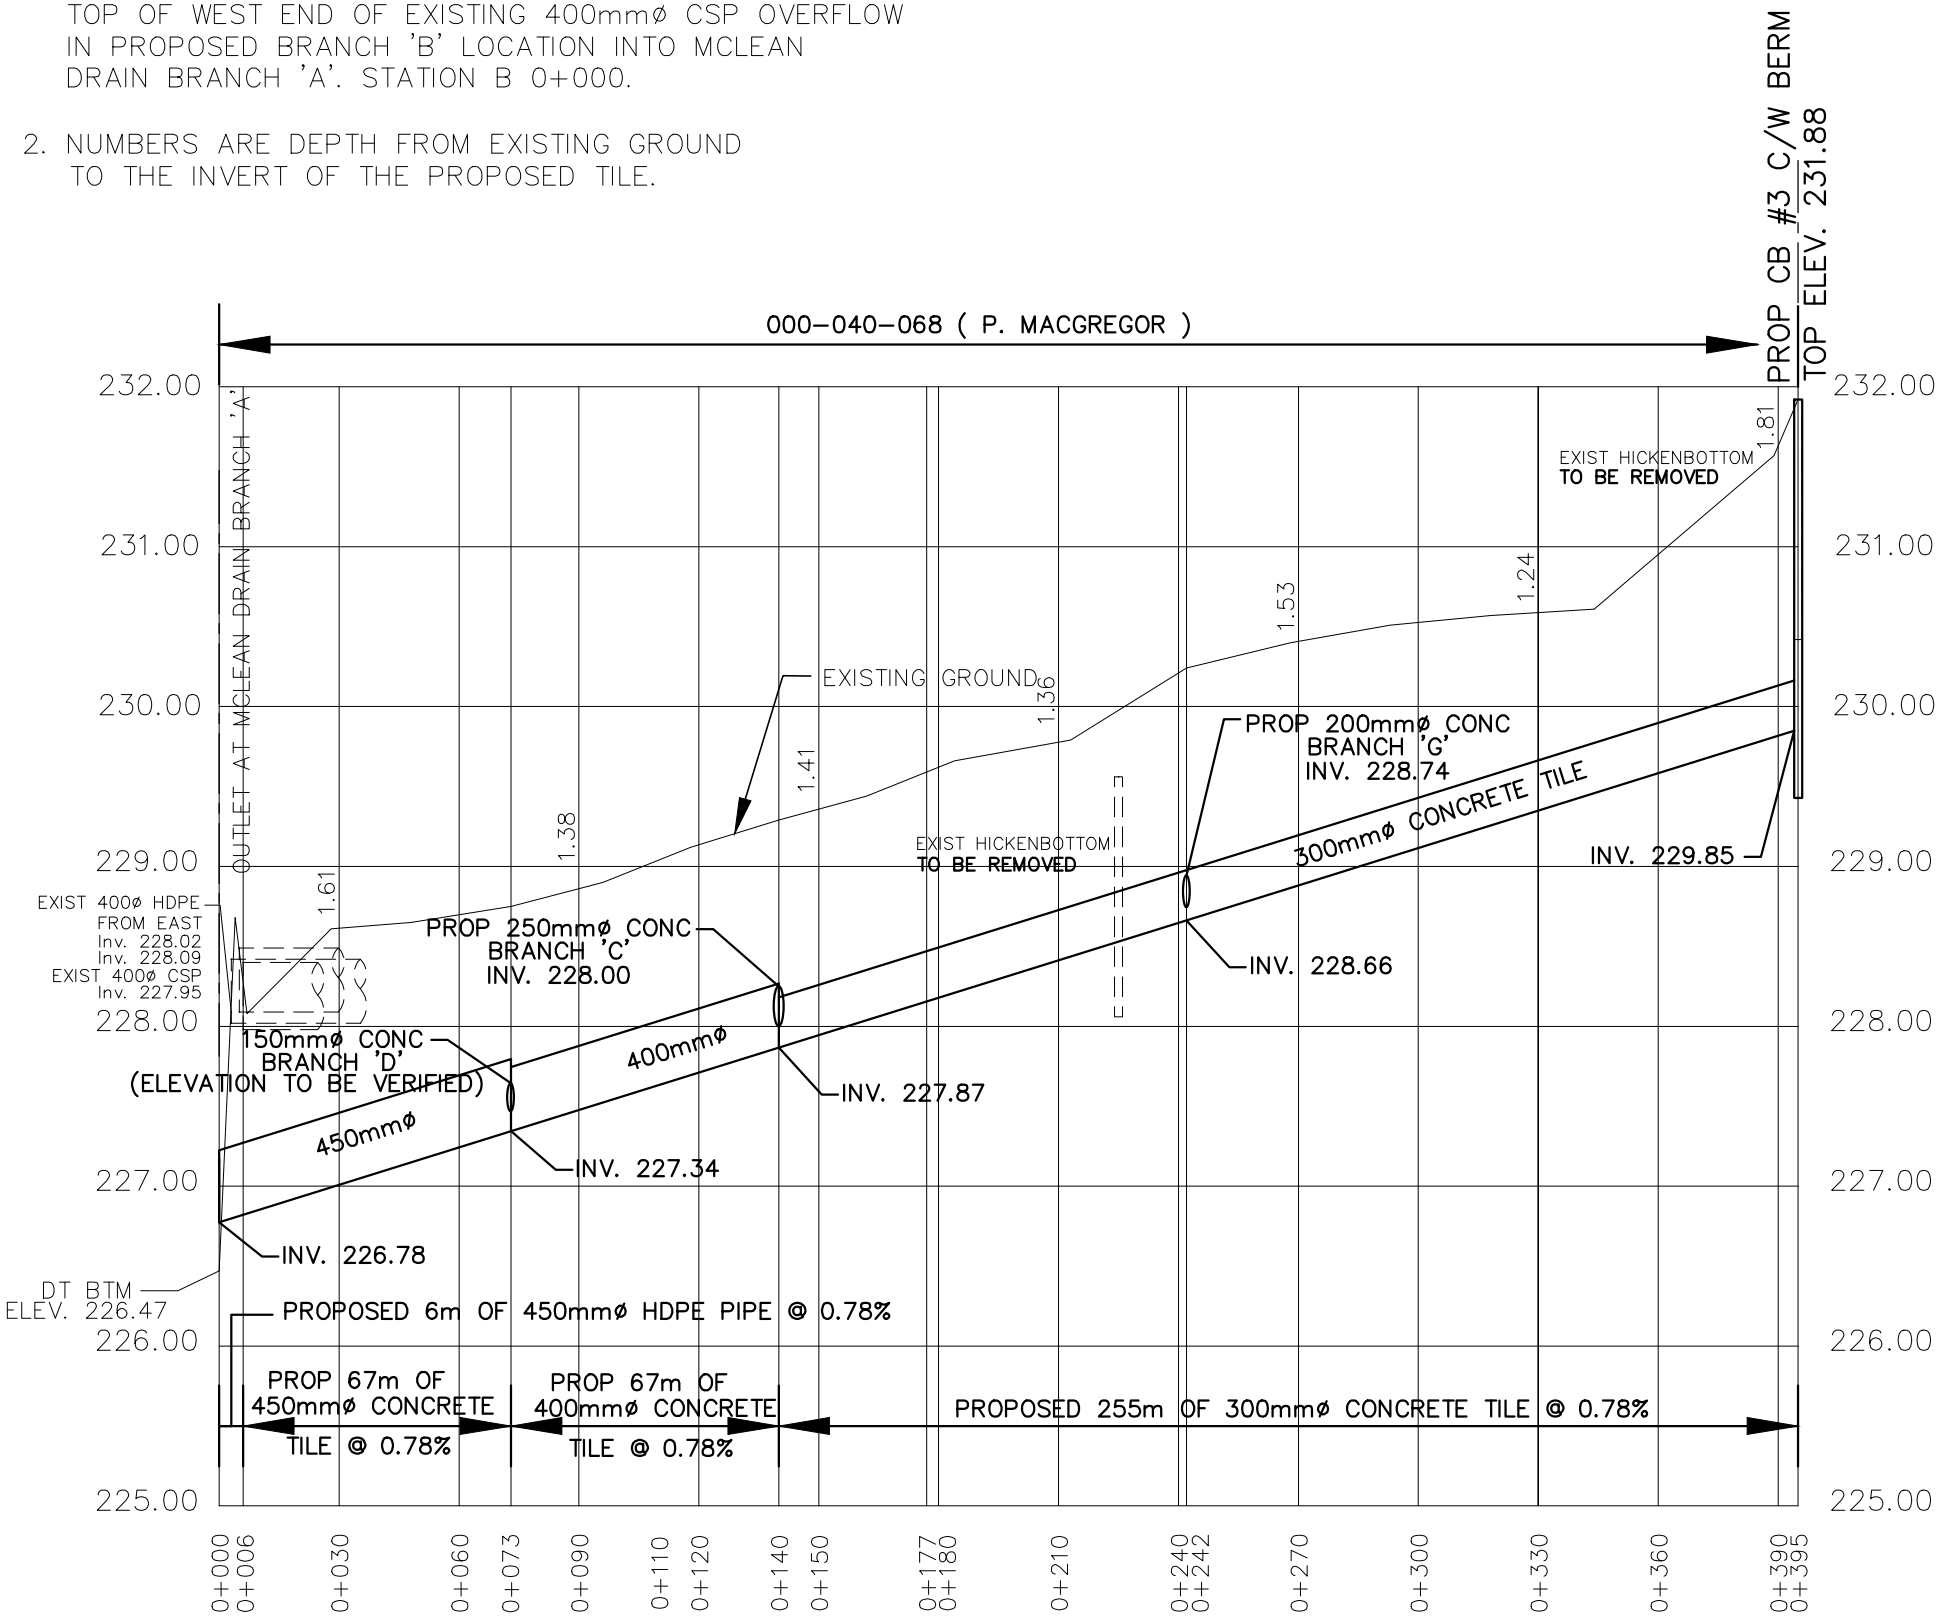 TOP OF WEST END OF EXISTING 400mmø CSP OVERFLOW
IN PROPOSED BRANCH 'B' LOCATION INTO MCLEAN
DRAIN BRANCH 'A'. STATION B 0+000.
2. NUMBERS ARE DEPTH FROM EXISTING GROUND
TO THE INVERT OF THE PROPOSED TILE.
PROP CB #3 C/W BERM
TOP ELEV. 231.88
000-040-068 ( P. MACGREGOR )
232.00
232.00
OUTLET AT MCLEAN DRAIN BRANCH 'A'
1.81
EXIST HICKENBOTTOM
TO BE REMOVED
231.00
231.00
1.61
1.38
1.41
1.36
1.53
1.24
EXISTING GROUND
230.00
230.00
PROP 200mmø CONC
BRANCH 'G'
INV. 228.74
300mmø CONCRETE TILE
EXIST HICKENBOTTOM
TO BE REMOVED
INV. 229.85
229.00
229.00
EXIST 400ø HDPE
FROM EAST
Inv. 228.02
Inv. 228.09
EXIST 400ø CSP
Inv. 227.95
PROP 250mmø CONC
BRANCH 'C'
INV. 228.00
INV. 228.66
228.00
228.00
150mmø CONC
BRANCH 'D'
(ELEVATION TO BE VERIFIED)
400mmø
INV. 227.87
450mmø
INV. 227.34
227.00
227.00
INV. 226.78
DT BTM
ELEV. 226.47
PROPOSED 6m OF 450mmø HDPE PIPE @ 0.78%
226.00
226.00
PROP 67m OF
450mmø CONCRETE
TILE @ 0.78%
PROP 67m OF
400mmø CONCRETE
TILE @ 0.78%
PROPOSED 255m OF 300mmø CONCRETE TILE @ 0.78%
225.00
225.00
0+000
0+006
0+030
0+060
0+073
0+090
0+110
0+120
0+140
0+150
0+177
0+180
0+210
0+240
0+242
0+270
0+300
0+330
0+360
0+390
0+395